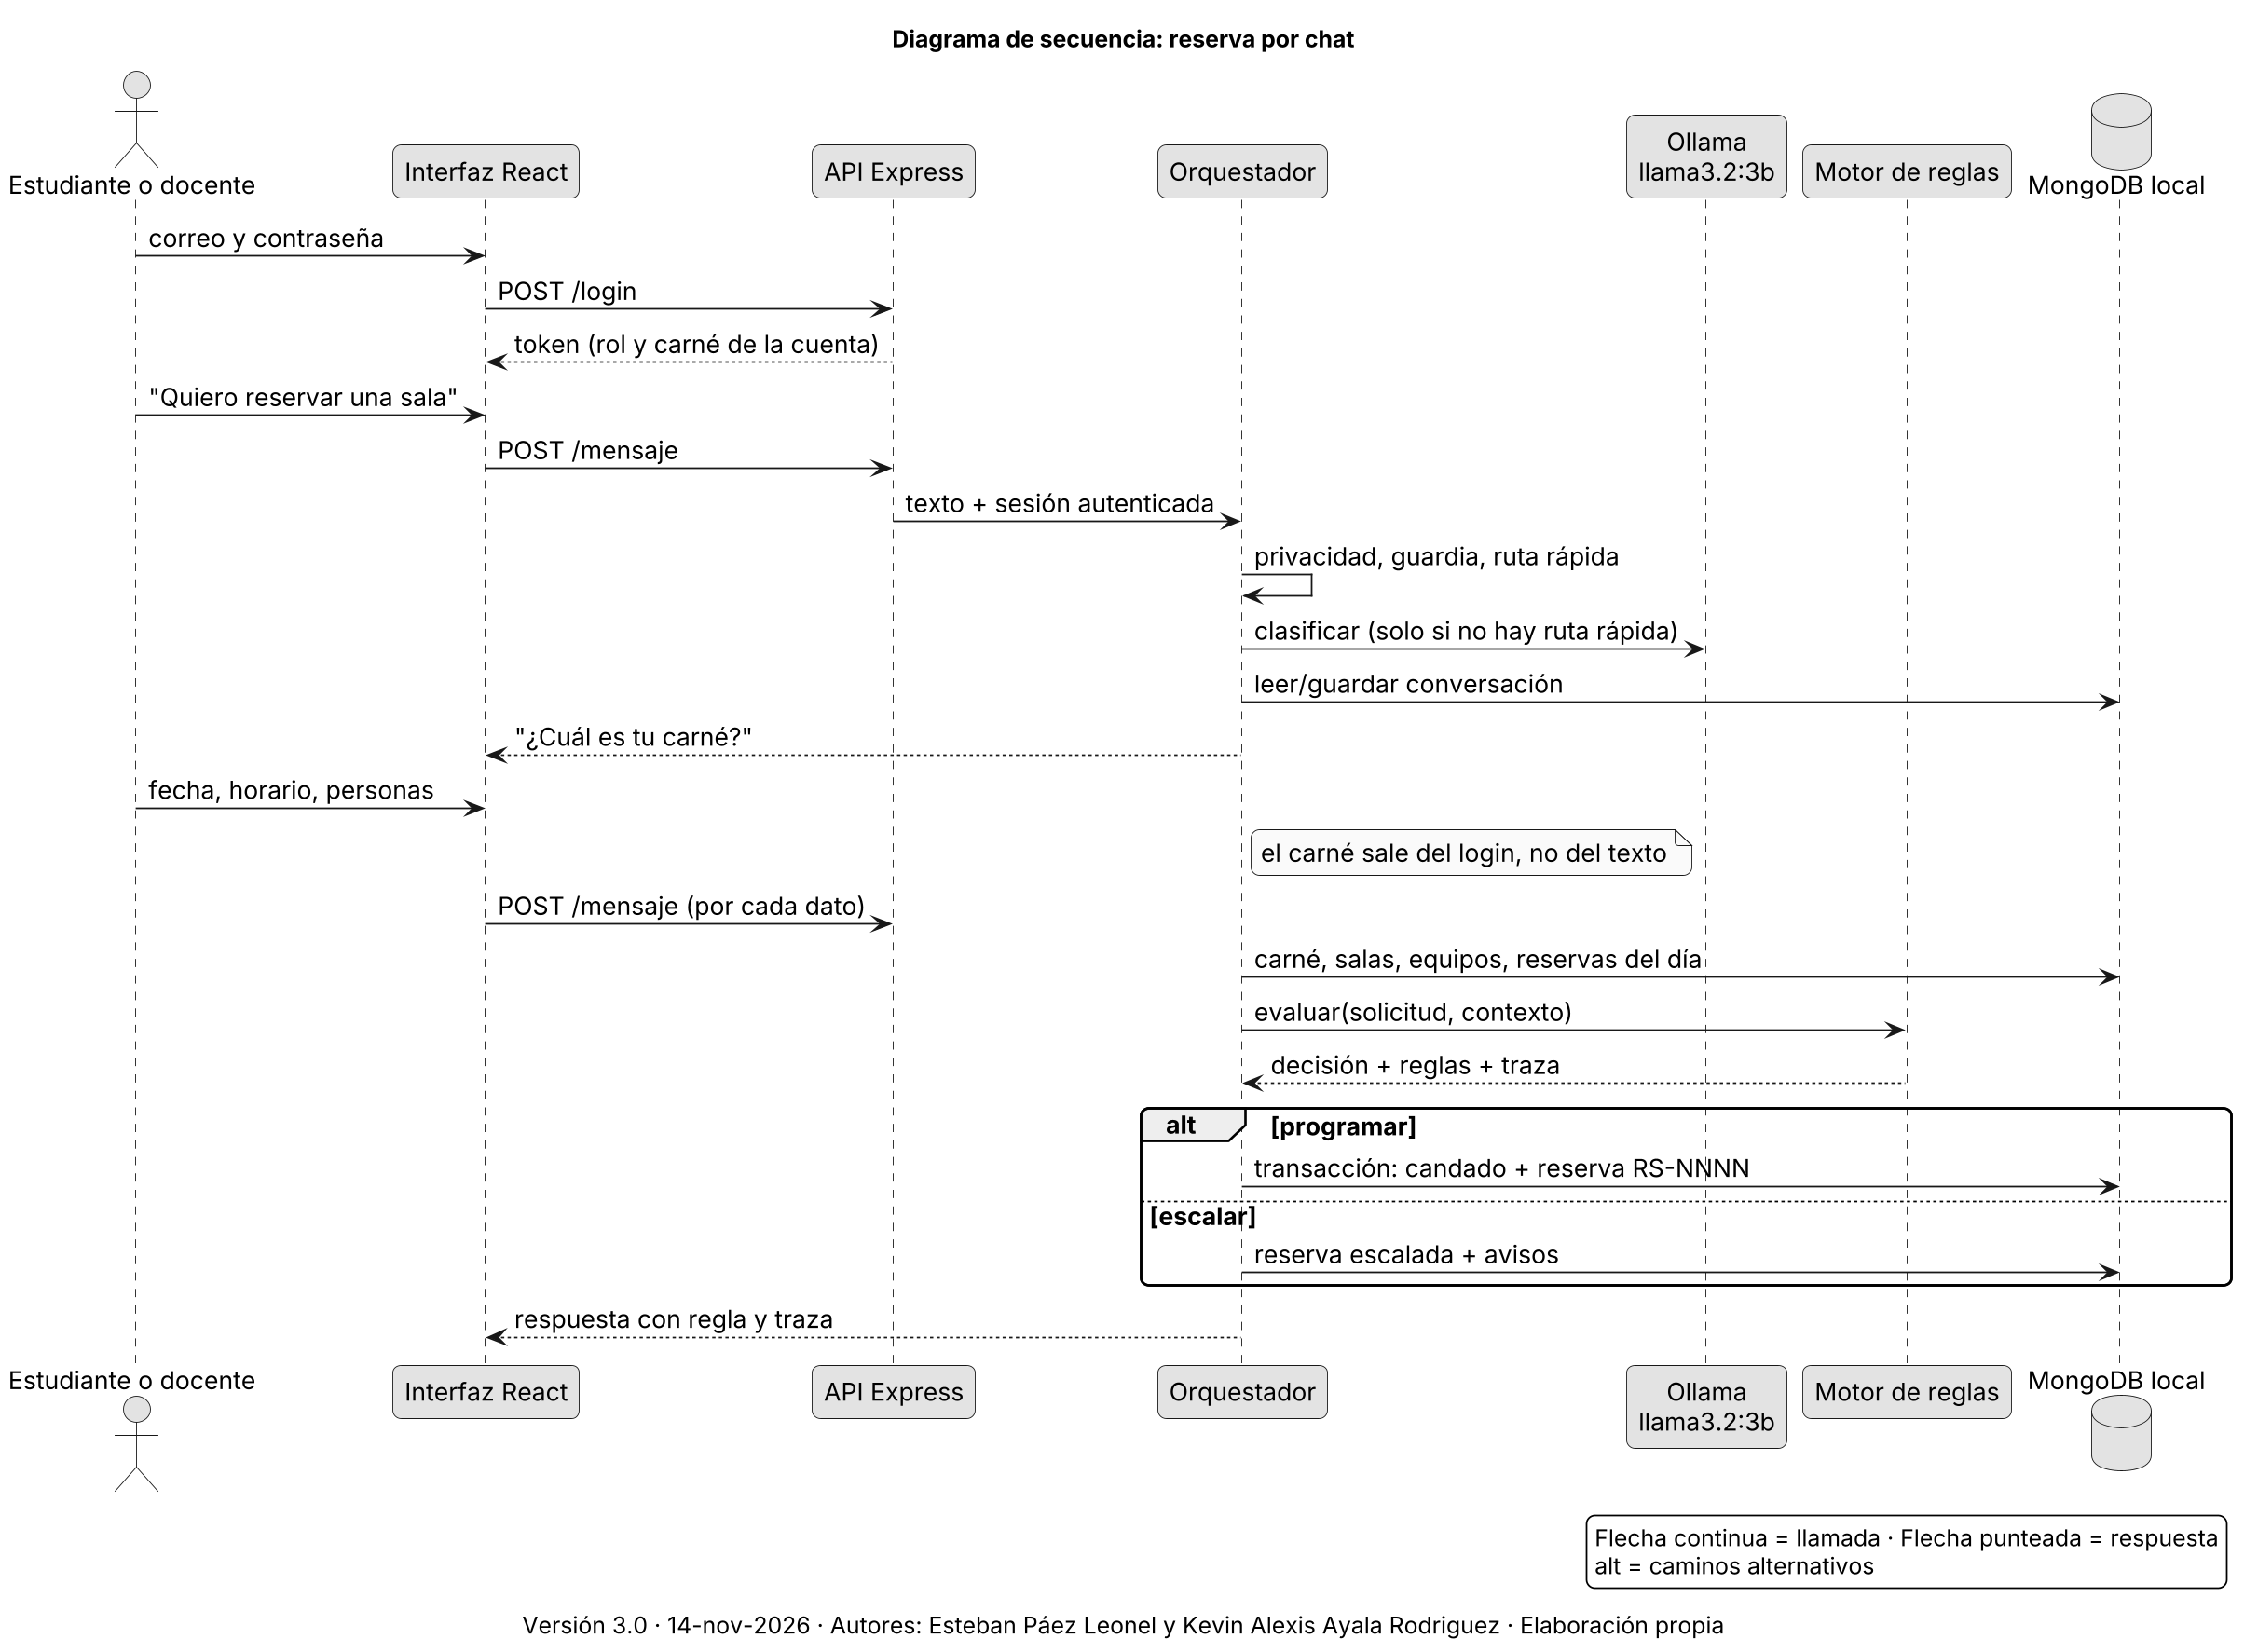 Diagrama de secuencia: reserva por chat
Estudiante o docente
Interfaz React
API Express
Orquestador
Ollama
llama3.2:3b
Motor de reglas
MongoDB local
correo y contraseña
POST /login
token (rol y carné de la cuenta)
"Quiero reservar una sala"
POST /mensaje
texto + sesión autenticada
privacidad, guardia, ruta rápida
clasificar (solo si no hay ruta rápida)
leer/guardar conversación
"¿Cuál es tu carné?"
fecha, horario, personas
el carné sale del login, no del texto
POST /mensaje (por cada dato)
carné, salas, equipos, reservas del día
evaluar(solicitud, contexto)
decisión + reglas + traza
alt [programar]
transacción: candado + reserva RS-NNNN
[escalar]
reserva escalada + avisos
respuesta con regla y traza
Estudiante o docente
Interfaz React
API Express
Orquestador
Ollama
llama3.2:3b
Motor de reglas
MongoDB local
Flecha continua = llamada · Flecha punteada = respuesta
alt = caminos alternativos
Versión 3.0 · 14-nov-2026 · Autores: Esteban Páez Leonel y Kevin Alexis Ayala Rodriguez · Elaboración propia